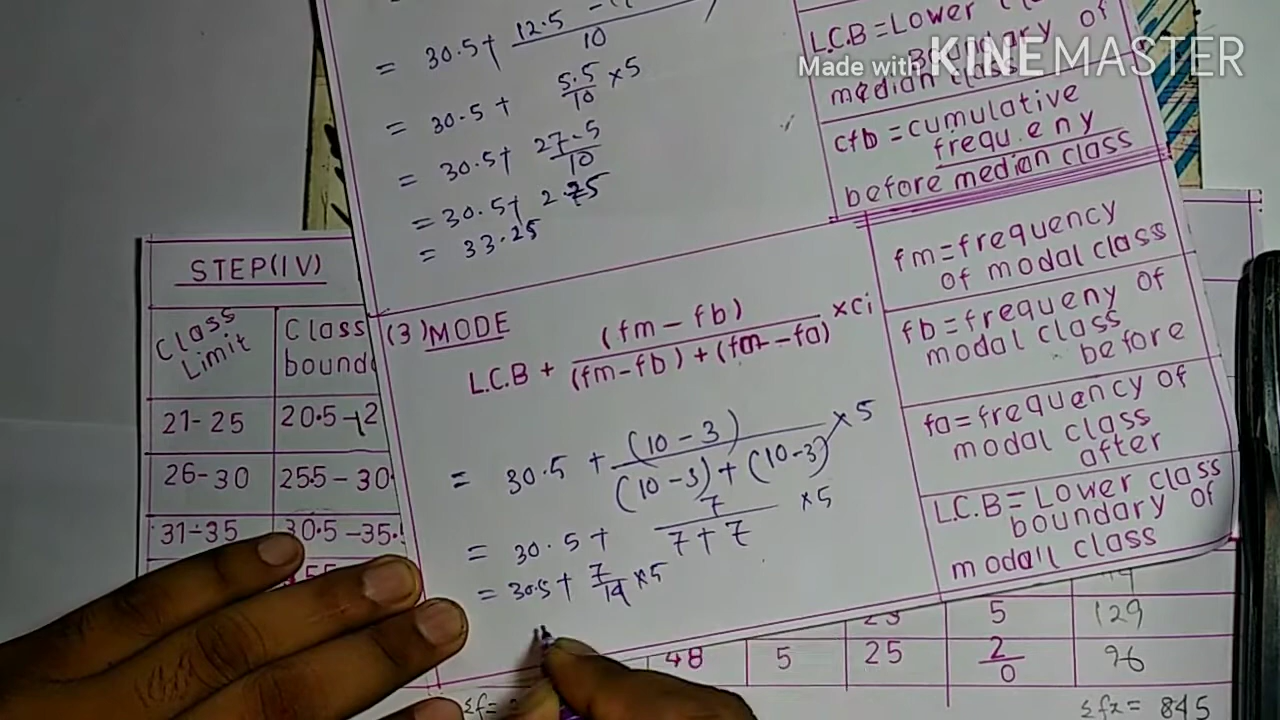 = 30.5 + 12.5 -
10
= 30.5 + 5.5/10 × 5
= 30.5 + 27.5/10
= 30.5 + 2.75
= 33.25
L.C.B = Lower
Boundary of
median class
cfb = cumulative
frequ.eny
before median class
Made with KINEMASTER
(3) MODE
L.C.B + (fm - fb) / (fm - fb) + (fm - fa) × ci
= 30.5 + (10 - 3) / (10 - 3) + (10 - 3) × 5
= 30.5 + 7 / 7 + 7 × 5
= 30.5 + 7/14 × 5
fm = frequency
of modal class
fb = frequeny of
modal class
before
fa = frequency of
modal class
after
L.C.B = Lower class
boundary of
modall class
STEP(IV)
Class Limit
Class bound
21-25 20.5 - 2
26-30 25.5 - 30
31-35 30.5 - 35.
5 129
48 5 25 2 96
0
Σfx = 845